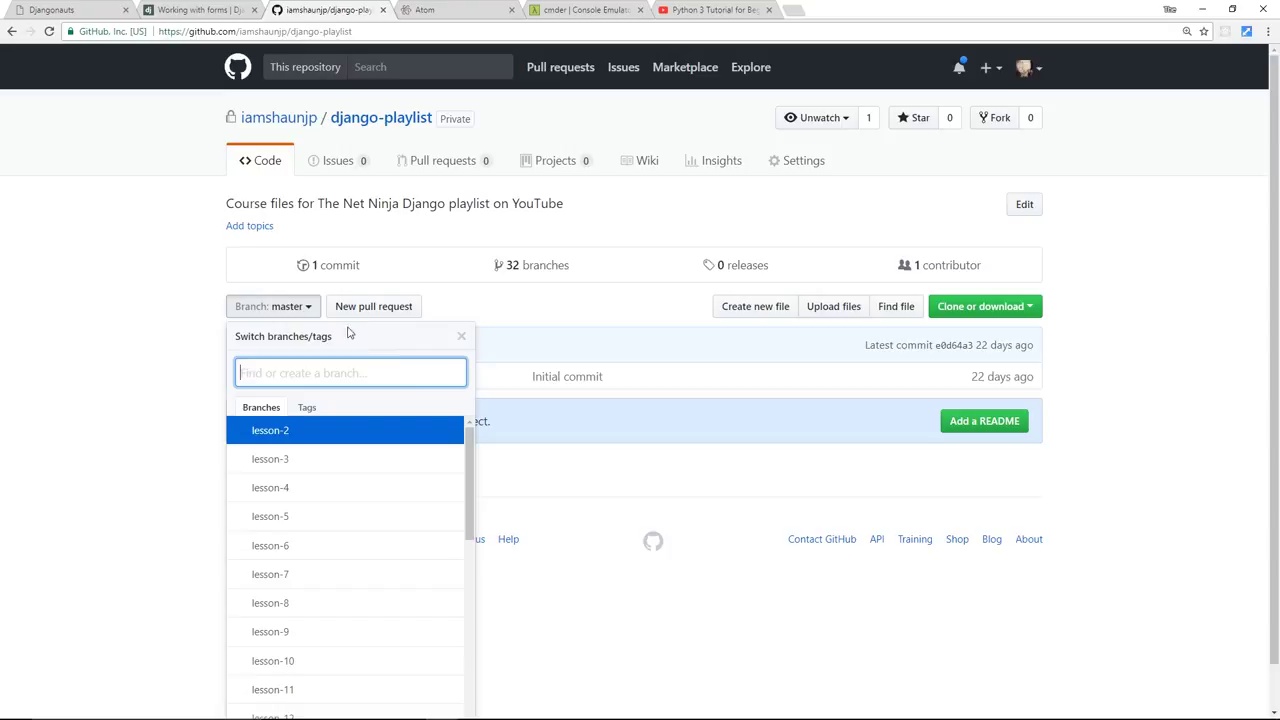 Djangonauts
Working with forms | Dj
iamshaunjp/django-play
Atom
cmder | Console Emulat
Python 3 Tutorial for Be
The
GitHub, Inc. [US] https://github.com/iamshaunjp/django-playlist
This repository Search Pull requests Issues Marketplace Explore
iamshaunjp / django-playlist Private
Unwatch 1 Star 0 Fork 0
Code Issues 0 Pull requests 0 Projects 0 Wiki Insights Settings
Course files for The Net Ninja Django playlist on YouTube
Edit
Add topics
1 commit 32 branches 0 releases 1 contributor
Branch: master New pull request Create new file Upload files Find file Clone or download
Switch branches/tags
Latest commit e0d64a3 22 days ago
Find or create a branch...
Initial commit 22 days ago
Branches Tags
ect. Add a README
lesson-2
lesson-3
lesson-4
lesson-5
us Help Contact GitHub API Training Shop Blog About
lesson-6
lesson-7
lesson-8
lesson-9
lesson-10
lesson-11